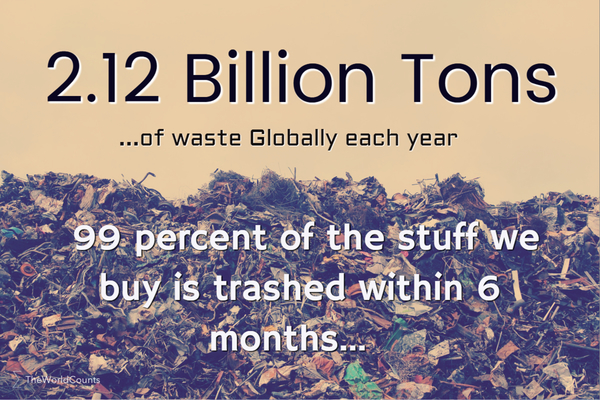 2.12 Billion Tons
...of waste Globally each year
99 percent of the stuff we
buy is trashed within 6
months...
TheWorldCounts